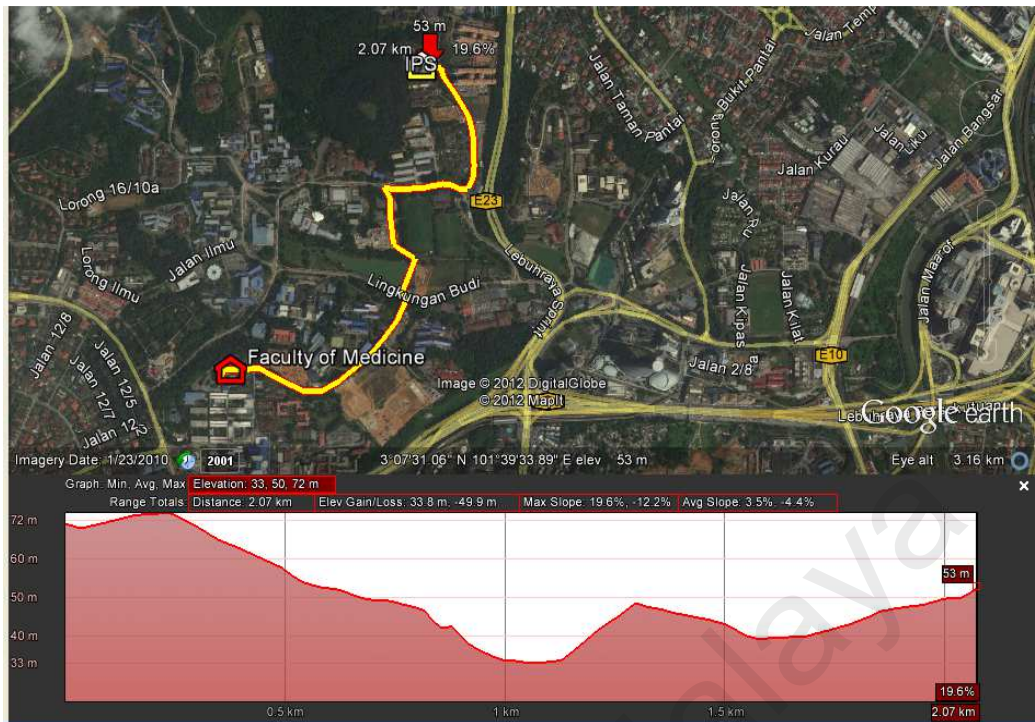 53 m
2.07 km 19.6%
IPS
Jalan Temp
Bukit Pantai
Jalan Taman Pantai
Lorong
Jalan Liku
Jalan Bangsar
Jalan Kurau
Lorong 16/10a
E23
Jalan Ru
Jalan Ilmu
Lorong Ilmu
Lingkungan Budi
Lebuhraya Sprint
Jalan Kipas
Jalan Kilat
Jalan Maarof
Jalan 12/8
Faculty of Medicine
E10
Jalan 12/5
Jalan 2/8
Jalan 12/7
Image © 2012 DigitalGlobe
© 2012 MapIt
Jalan 12/2
Lebuhraya
Google earth
Imagery Date: 1/23/2010 2001 3°07'31.06" N 101°39'33.89" E elev 53 m Eye alt 3.16 km
Graph: Min, Avg, Max Elevation: 33, 50, 72 m
Range Totals: Distance: 2.07 km Elev Gain/Loss: 33.8 m, -49.9 m Max Slope: 19.6%, -12.2% Avg Slope: 3.5%, -4.4%
72 m
60 m
53 m
50 m
40 m
33 m
19.6%
0.5 km 1 km 1.5 km 2.07 km
alaya